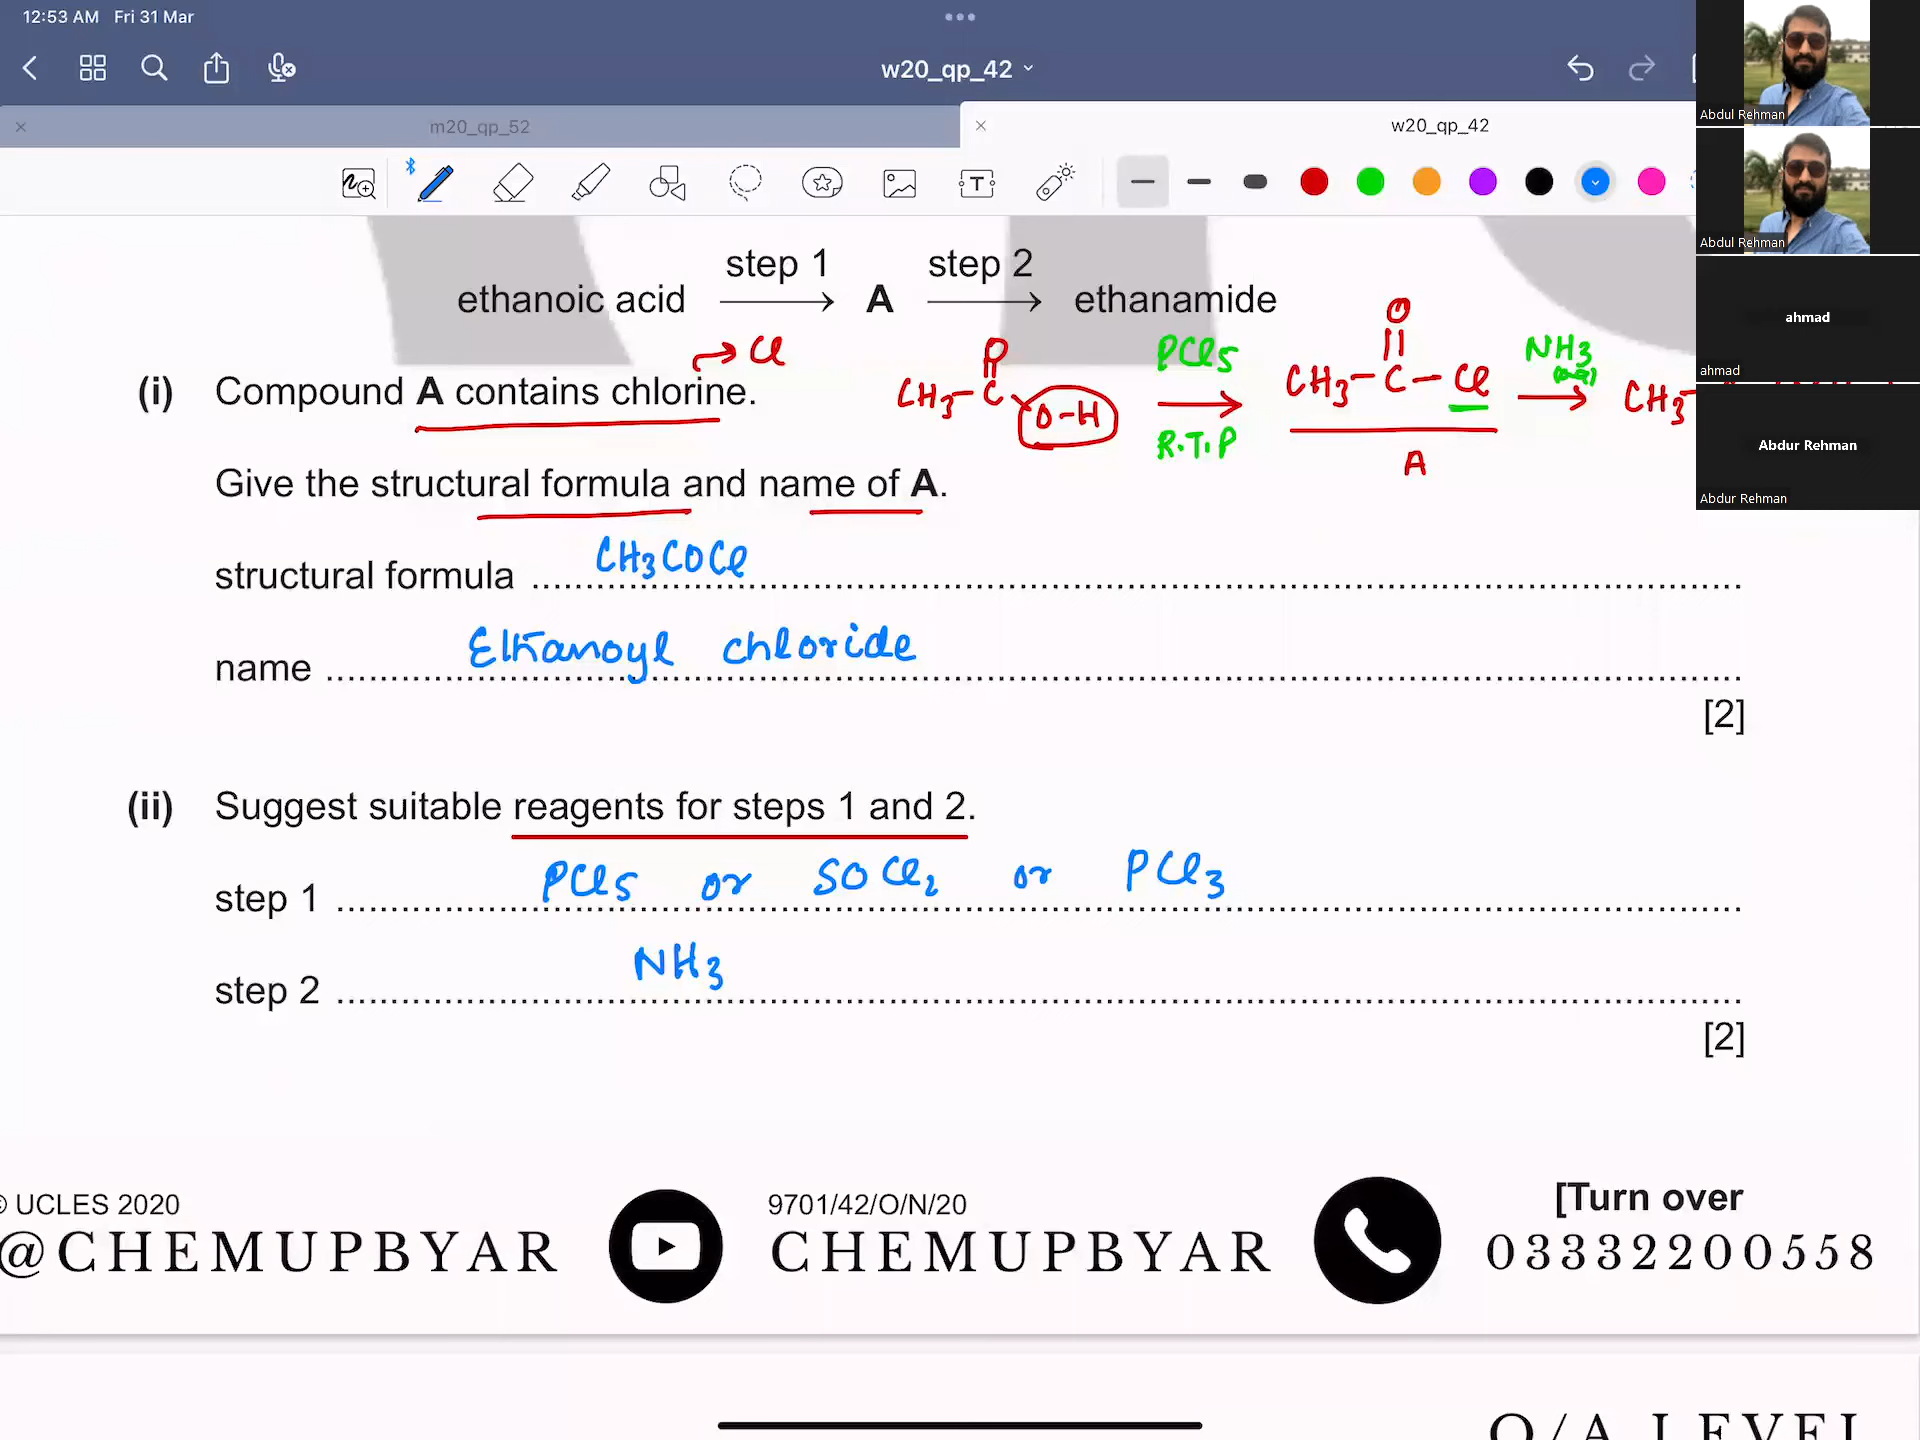 12:53 AM Fri 31 Mar
w20_qp_42
m20_qp_52
w20_qp_42
Abdul Rehman
Abdul Rehman
ahmad
ahmad
Abdur Rehman
Abdur Rehman
step 1 step 2
ethanoic acid → A → ethanamide
→ Cl
(i) Compound A contains chlorine.
O
CH3-C
O-H
PCl5
→
R.T.P
O
CH3-C-Cl
A
NH3
(aq)
→ CH3-
Give the structural formula and name of A.
structural formula CH3COCl
name Ethanoyl chloride
[2]
(ii) Suggest suitable reagents for steps 1 and 2.
step 1 PCl5 or SOCl2 or PCl3
step 2 NH3
[2]
© UCLES 2020 9701/42/O/N/20 [Turn over
@CHEMUPBYAR CHEMUPBYAR 03332200558
O/A LEVEL